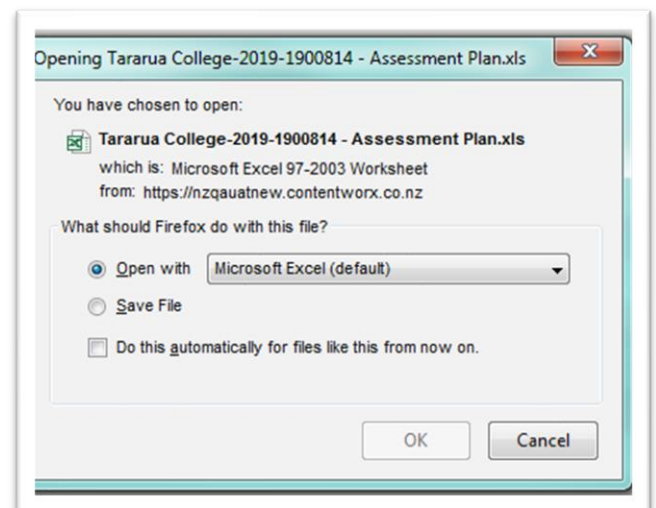 Opening Tararua College-2019-1900814 - Assessment Plan.xls
You have chosen to open:
Tararua College-2019-1900814 - Assessment Plan.xls
which is: Microsoft Excel 97-2003 Worksheet
from: https://nzqauatnew.contentworx.co.nz
What should Firefox do with this file?
Open with Microsoft Excel (default)
Save File
Do this automatically for files like this from now on.
OK Cancel